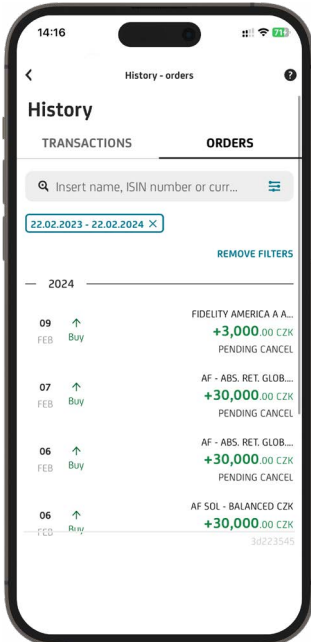 14:16
71
History - orders
?
History
TRANSACTIONS ORDERS
Insert name, ISIN number or curr...
22.02.2023 - 22.02.2024 ×
REMOVE FILTERS
2024
09 FEB Buy FIDELITY AMERICA A A...
+3,000.00 CZK
PENDING CANCEL
07 FEB Buy AF - ABS. RET. GLOB....
+30,000.00 CZK
PENDING CANCEL
06 FEB Buy AF - ABS. RET. GLOB....
+30,000.00 CZK
PENDING CANCEL
06 FEB Buy AF SOL - BALANCED CZK
+30,000.00 CZK
3d223545